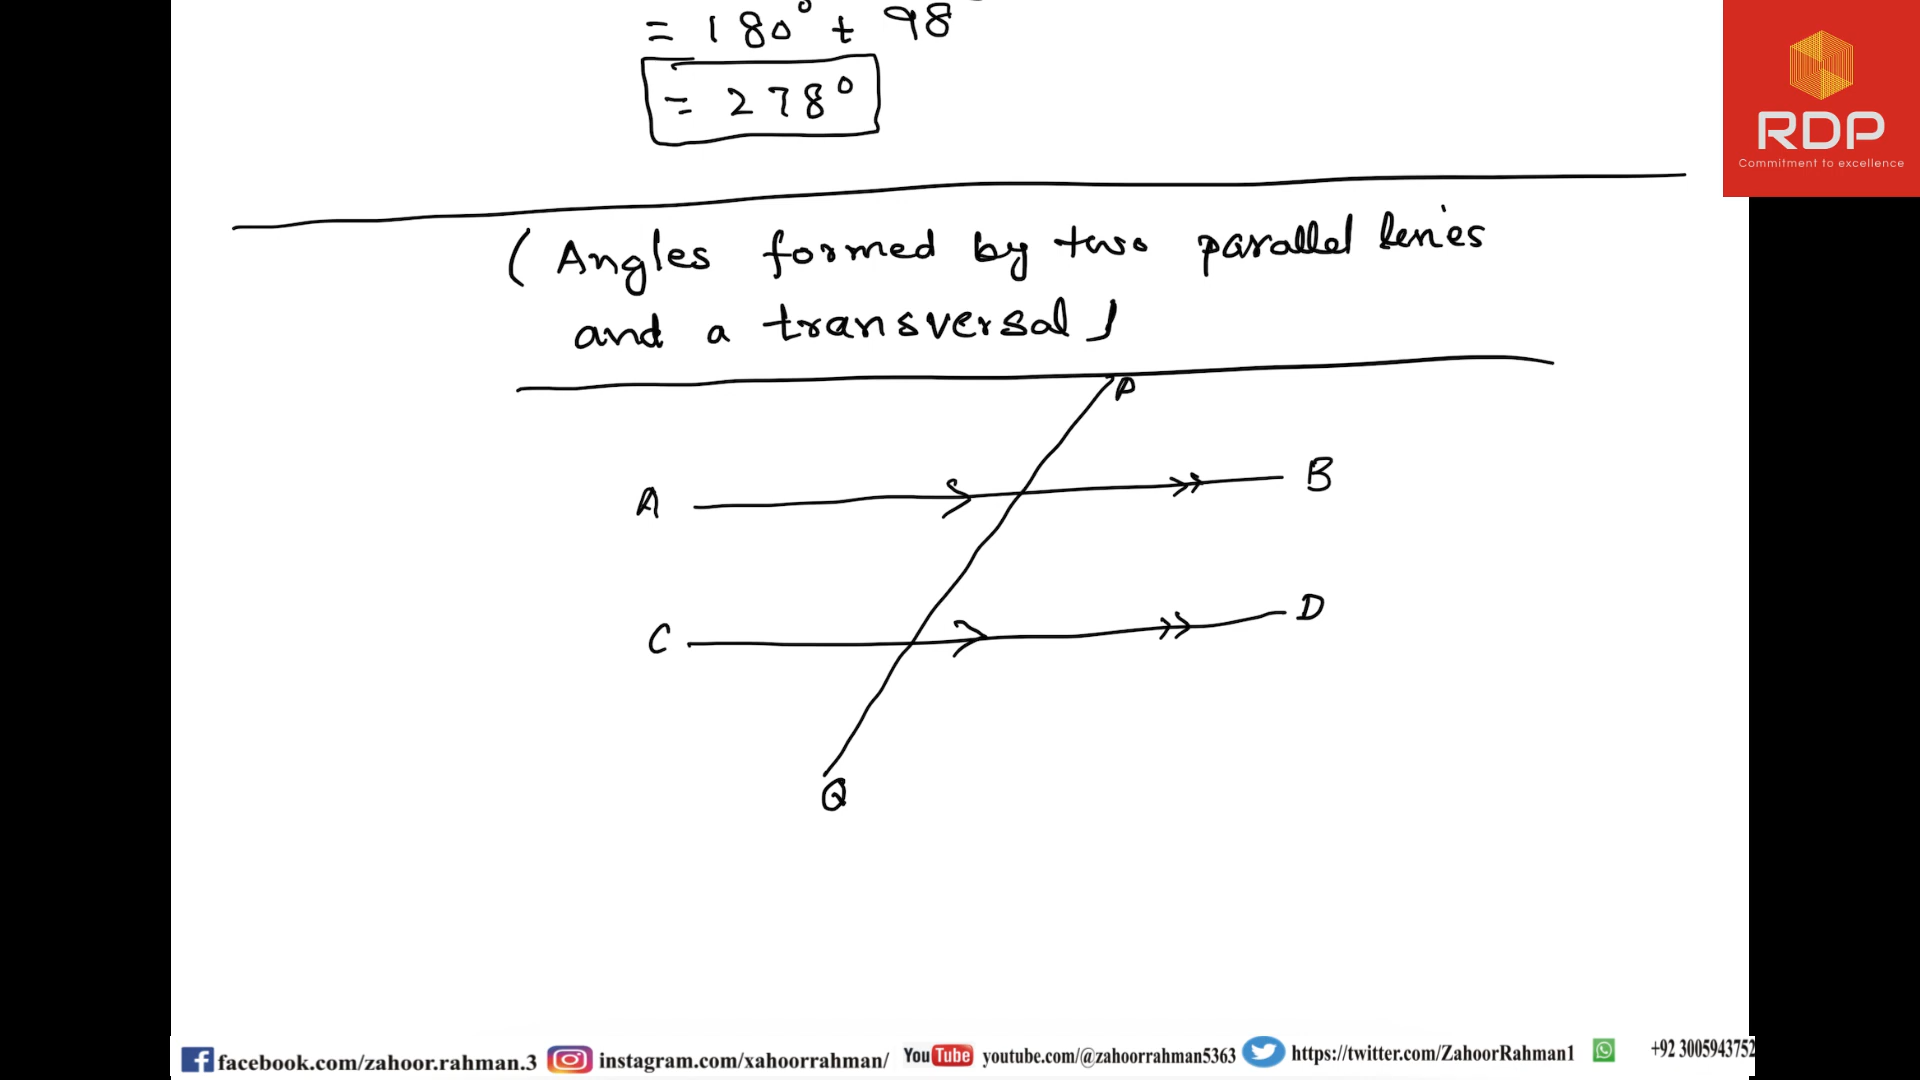 = 180° + 98
= 278°
RDP
Commitment to excellence
(Angles formed by two parallel lines
and a transversal)
P
A
B
C
D
Q
facebook.com/zahoor.rahman.3 instagram.com/xahoorrahman/ YouTube youtube.com/@zahoorrahman5363 https://twitter.com/ZahoorRahman1 +92 3005943752